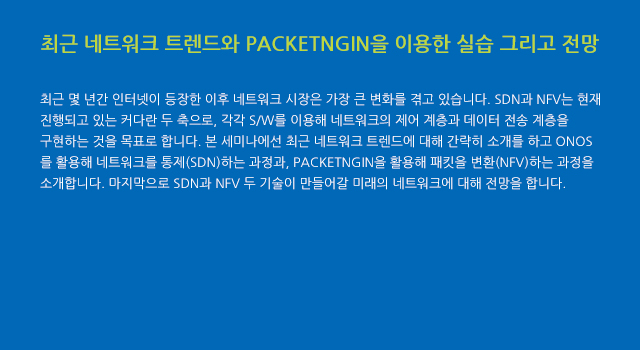 최근 네트워크 트렌드와 PACKETNGIN을 이용한 실습 그리고 전망
최근 몇 년간 인터넷이 등장한 이후 네트워크 시장은 가장 큰 변화를 겪고 있습니다. SDN과 NFV는 현재
진행되고 있는 커다란 두 축으로, 각각 S/W를 이용해 네트워크의 제어 계층과 데이터 전송 계층을
구현하는 것을 목표로 합니다. 본 세미나에선 최근 네트워크 트렌드에 대해 간략히 소개를 하고 ONOS
를 활용해 네트워크를 통제(SDN)하는 과정과, PACKETNGIN을 활용해 패킷을 변환(NFV)하는 과정을
소개합니다. 마지막으로 SDN과 NFV 두 기술이 만들어갈 미래의 네트워크에 대해 전망을 합니다.